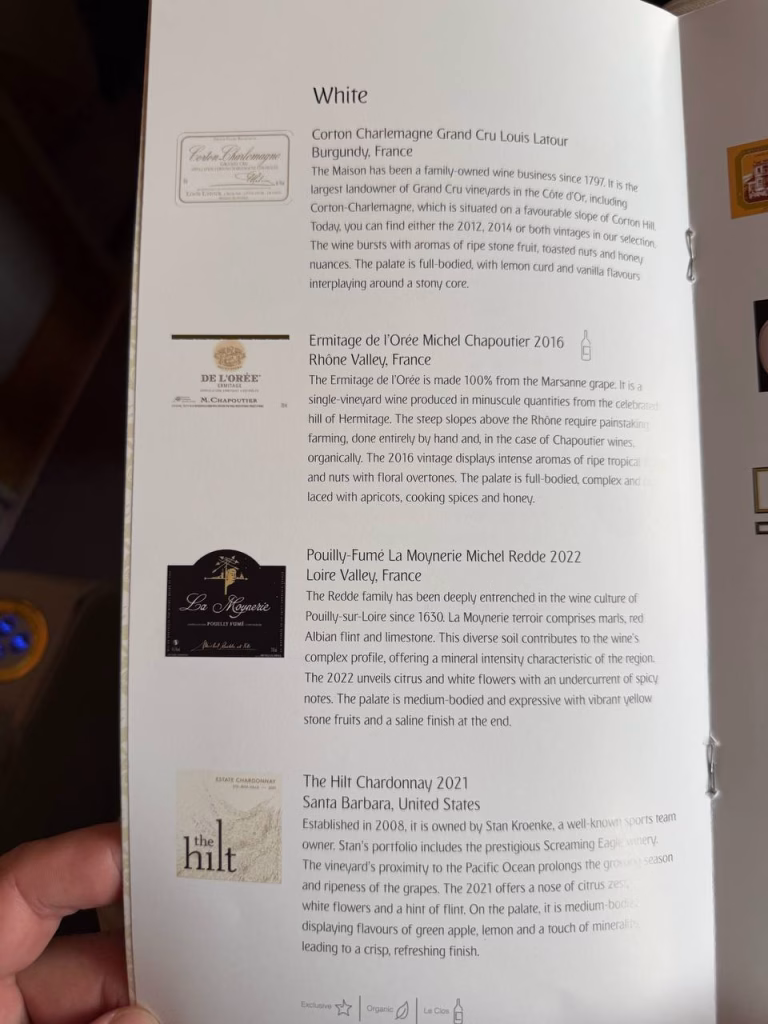 White
Corton Charlemagne
Corton Charlemagne Grand Cru Louis Latour
Burgundy, France
The Maison has been a family-owned wine business since 1797. It is the
largest landowner of Grand Cru vineyards in the Côte d'Or, including
Corton-Charlemagne, which is situated on a favourable slope of Corton Hill.
Today, you can find either the 2012, 2014 or both vintages in our selection.
The wine bursts with aromas of ripe stone fruit, toasted nuts and honey
nuances. The palate is full-bodied, with lemon curd and vanilla flavours
interplaying around a stony core.
DE L'ORÉE
ERMITAGE
M. CHAPOUTIER
Ermitage de l'Orée Michel Chapoutier 2016
Rhône Valley, France
The Ermitage de l'Orée is made 100% from the Marsanne grape. It is a
single-vineyard wine produced in minuscule quantities from the celebrated
hill of Hermitage. The steep slopes above the Rhône require painstaking
farming, done entirely by hand and, in the case of Chapoutier wines,
organically. The 2016 vintage displays intense aromas of ripe tropical
and nuts with floral overtones. The palate is full-bodied, complex and
laced with apricots, cooking spices and honey.
La Moynerie
POUILLY FUMÉ
Pouilly-Fumé La Moynerie Michel Redde 2022
Loire Valley, France
The Redde family has been deeply entrenched in the wine culture of
Pouilly-sur-Loire since 1630. La Moynerie terroir comprises marls, red
Albian flint and limestone. This diverse soil contributes to the wine's
complex profile, offering a mineral intensity characteristic of the region.
The 2022 unveils citrus and white flowers with an undercurrent of spicy
notes. The palate is medium-bodied and expressive with vibrant yellow
stone fruits and a saline finish at the end.
ESTATE CHARDONNAY
the
hilt
The Hilt Chardonnay 2021
Santa Barbara, United States
Established in 2008, it is owned by Stan Kroenke, a well-known sports team
owner. Stan's portfolio includes the prestigious Screaming Eagle winery.
The vineyard's proximity to the Pacific Ocean prolongs the growing season
and ripeness of the grapes. The 2021 offers a nose of citrus zest,
white flowers and a hint of flint. On the palate, it is medium-bodied,
displaying flavours of green apple, lemon and a touch of minerality
leading to a crisp, refreshing finish.
Exclusive | Organic | Le Clos